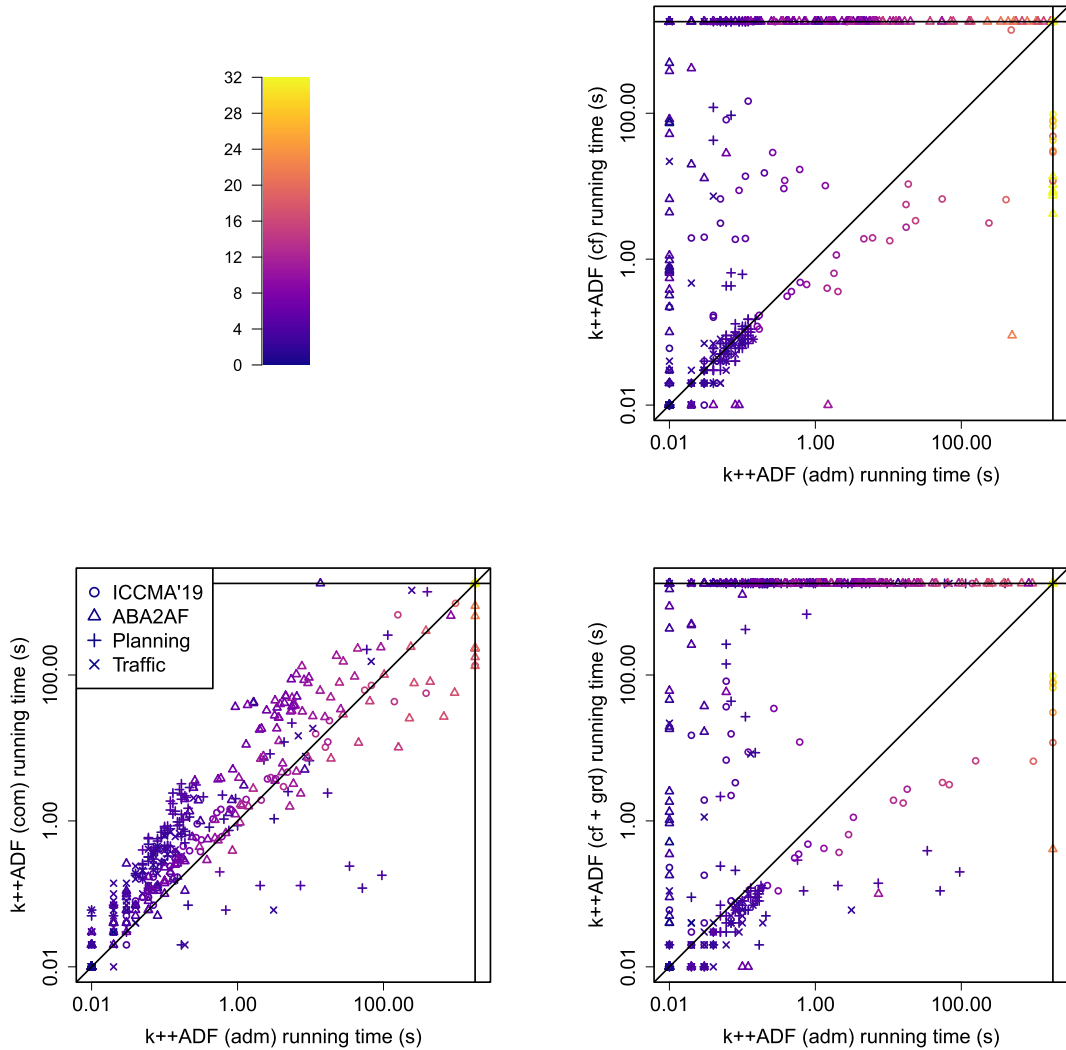 32
28
24
20
16
12
8
4
0
k++ADF (cf) running time (s)
100.00
1.00
0.01
0.01 1.00 100.00
k++ADF (adm) running time (s)
ICCMA'19
ABA2AF
Planning
Traffic
k++ADF (com) running time (s)
100.00
1.00
0.01
0.01 1.00 100.00
k++ADF (adm) running time (s)
k++ADF (cf + grd) running time (s)
100.00
1.00
0.01
0.01 1.00 100.00
k++ADF (adm) running time (s)